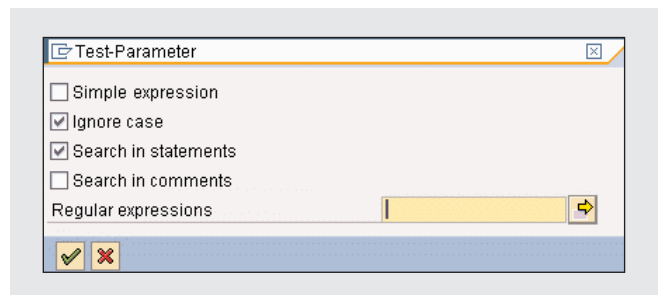 Test-Parameter
Simple expression
Ignore case
Search in statements
Search in comments
Regular expressions